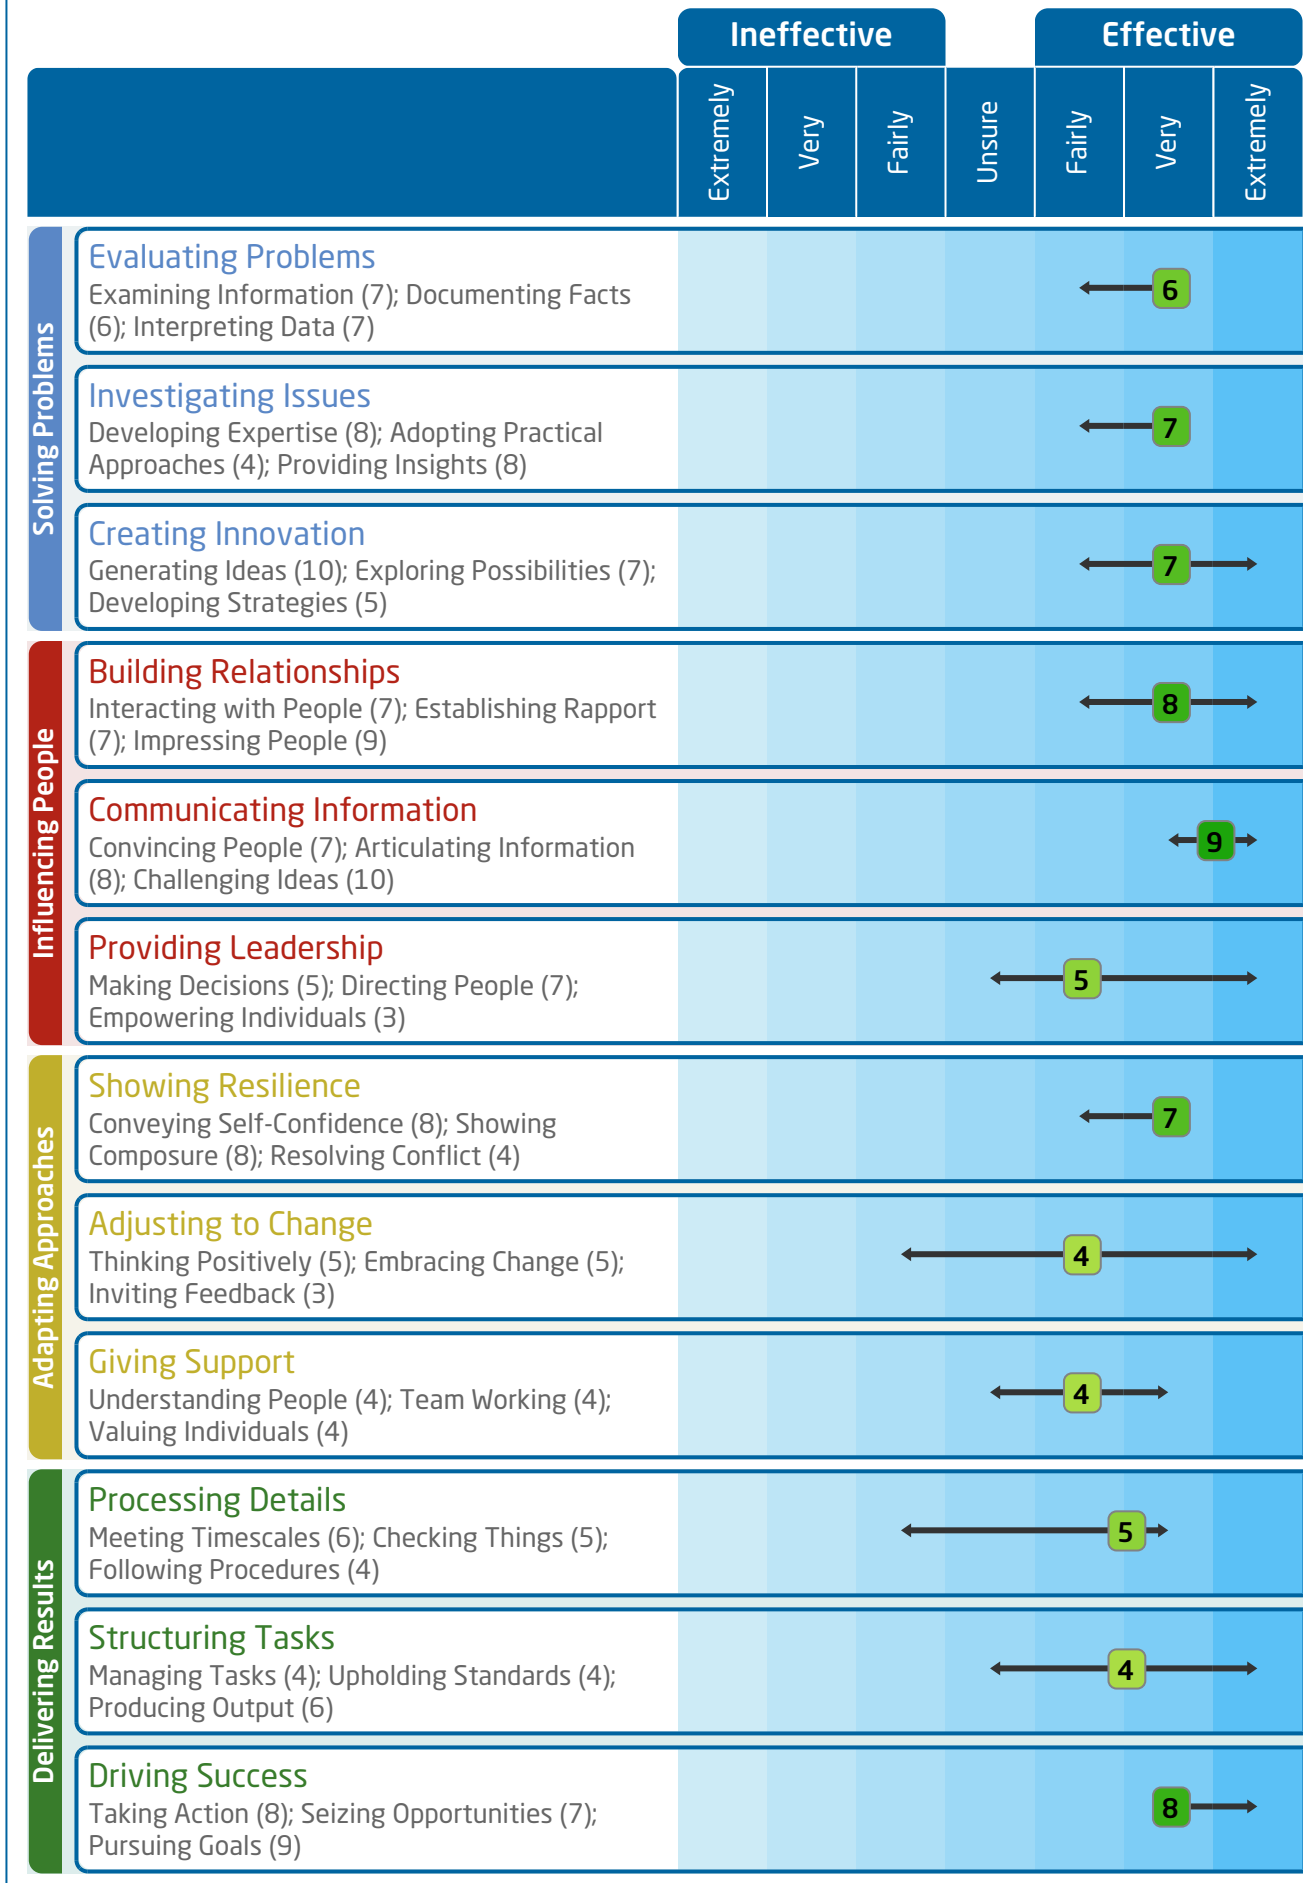 Ineffective
Effective
Extremely
Very
Fairly
Unsure
Fairly
Very
Extremely
Solving Problems
Evaluating Problems
Examining Information (7); Documenting Facts
(6); Interpreting Data (7)
6
Investigating Issues
Developing Expertise (8); Adopting Practical
Approaches (4); Providing Insights (8)
7
Creating Innovation
Generating Ideas (10); Exploring Possibilities (7);
Developing Strategies (5)
7
Influencing People
Building Relationships
Interacting with People (7); Establishing Rapport
(7); Impressing People (9)
8
Communicating Information
Convincing People (7); Articulating Information
(8); Challenging Ideas (10)
9
Providing Leadership
Making Decisions (5); Directing People (7);
Empowering Individuals (3)
5
Adapting Approaches
Showing Resilience
Conveying Self-Confidence (8); Showing
Composure (8); Resolving Conflict (4)
7
Adjusting to Change
Thinking Positively (5); Embracing Change (5);
Inviting Feedback (3)
4
Giving Support
Understanding People (4); Team Working (4);
Valuing Individuals (4)
4
Delivering Results
Processing Details
Meeting Timescales (6); Checking Things (5);
Following Procedures (4)
5
Structuring Tasks
Managing Tasks (4); Upholding Standards (4);
Producing Output (6)
4
Driving Success
Taking Action (8); Seizing Opportunities (7);
Pursuing Goals (9)
8